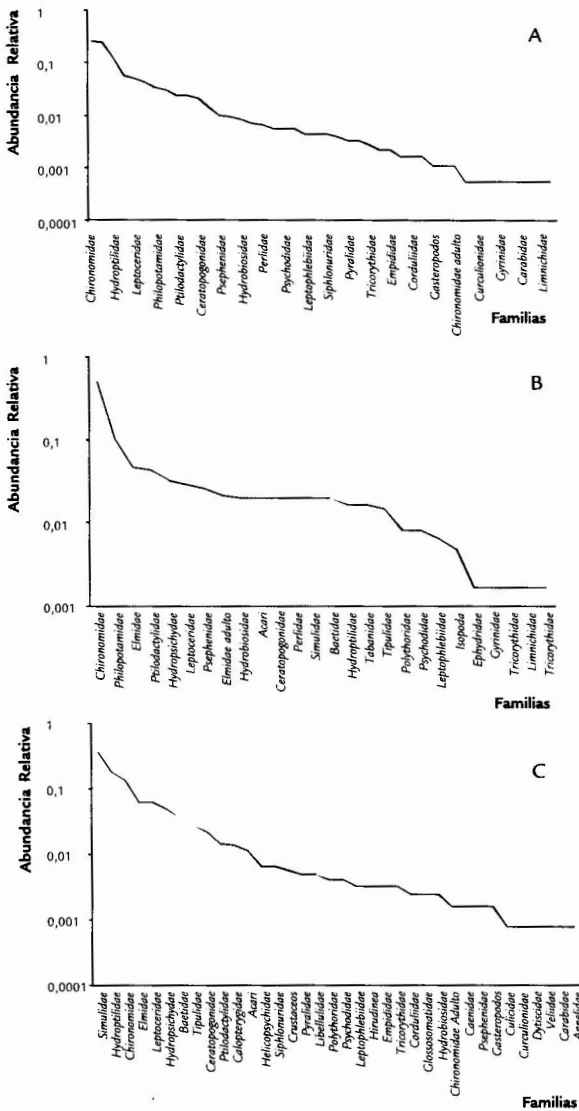 A
Abundancia Relativa
1
0,1
0,01
0,001
0,0001
Chironomidae
Hydroptilidae
Leptoceridae
Philopotamidae
Ptilodactylidae
Ceratopogonidae
Psephenidae
Hydrobiosidae
Perlidae
Psychodidae
Leptophlebiidae
Siphlonuridae
Pyralidae
Tricorythidae
Empididae
Corduliidae
Gasteropodos
Chironomidae adulto
Curculionidae
Gyrinidae
Carabidae
Limnichidae
Familias
B
Abundancia Relativa
1
0,1
0,01
0,001
Chironomidae
Philopotamidae
Elmidae
Ptilodactylidae
Hydropsichydae
Leptoceridae
Psephenidae
Elmidae adulto
Hydrobiosidae
Acari
Ceratopogonidae
Perlidae
Simulidae
Baetidae
Hydroptilidae
Tabanidae
Tipulidae
Polythoridae
Psychodidae
Leptophlebiidae
Isopoda
Ephydridae
Gyrinidae
Tricorythidae
Limnichidae
Tricorythidae
Familias
C
Abundancia Relativa
1
0,1
0,01
0,001
0,0001
Simulidae
Hydroptilidae
Chironomidae
Elmidae
Leptoceridae
Hydropsichydae
Baetidae
Tipulidae
Ceratopogonidae
Ptilodactylidae
Calopterygidae
Acari
Helicopsychidae
Siphlonuridae
Crustaceos
Pyralidae
Libellulidae
Polythoridae
Psychodidae
Leptophlebiidae
Hirudinea
Empididae
Tricorythidae
Corduliidae
Glossosomatidae
Hydrobiosidae
Chironomidae Adulto
Caenidae
Psephenidae
Gasteropodos
Culicidae
Curculionidae
Dytiscidae
Veliidae
Carabidae
Annelida
Familias